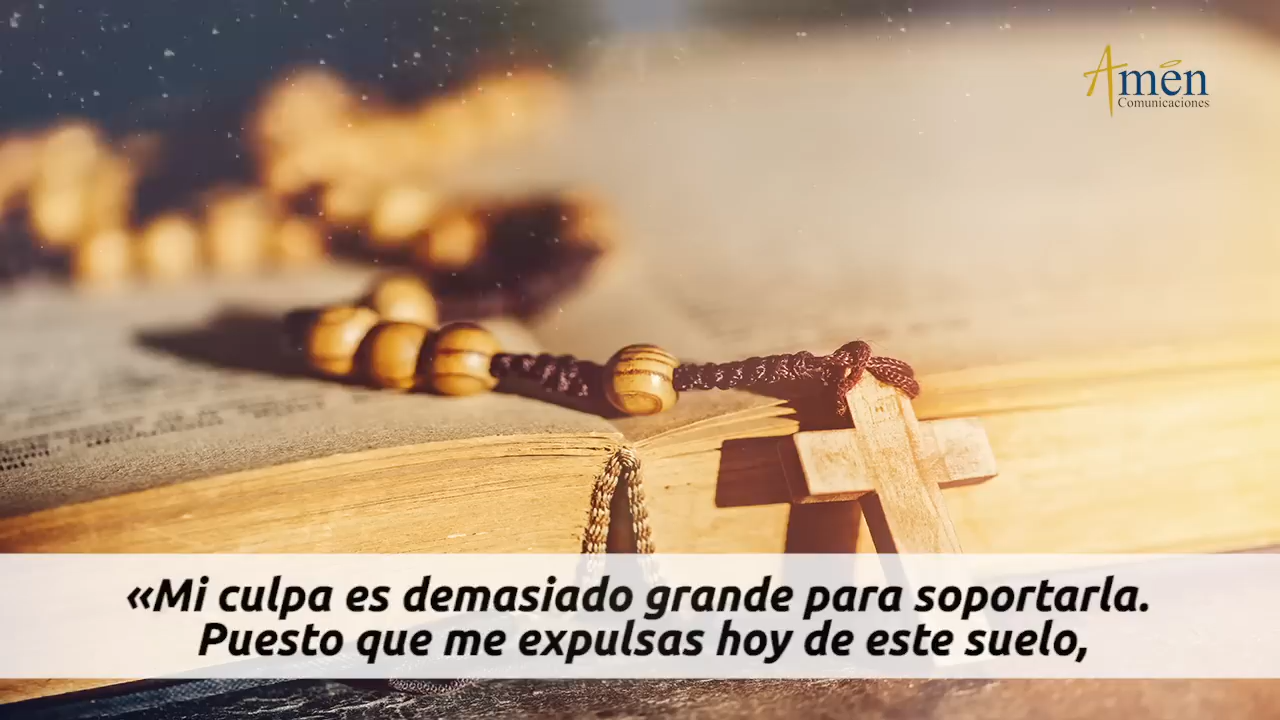 Amén
Comunicaciones
«Mi culpa es demasiado grande para soportarla.
Puesto que me expulsas hoy de este suelo,